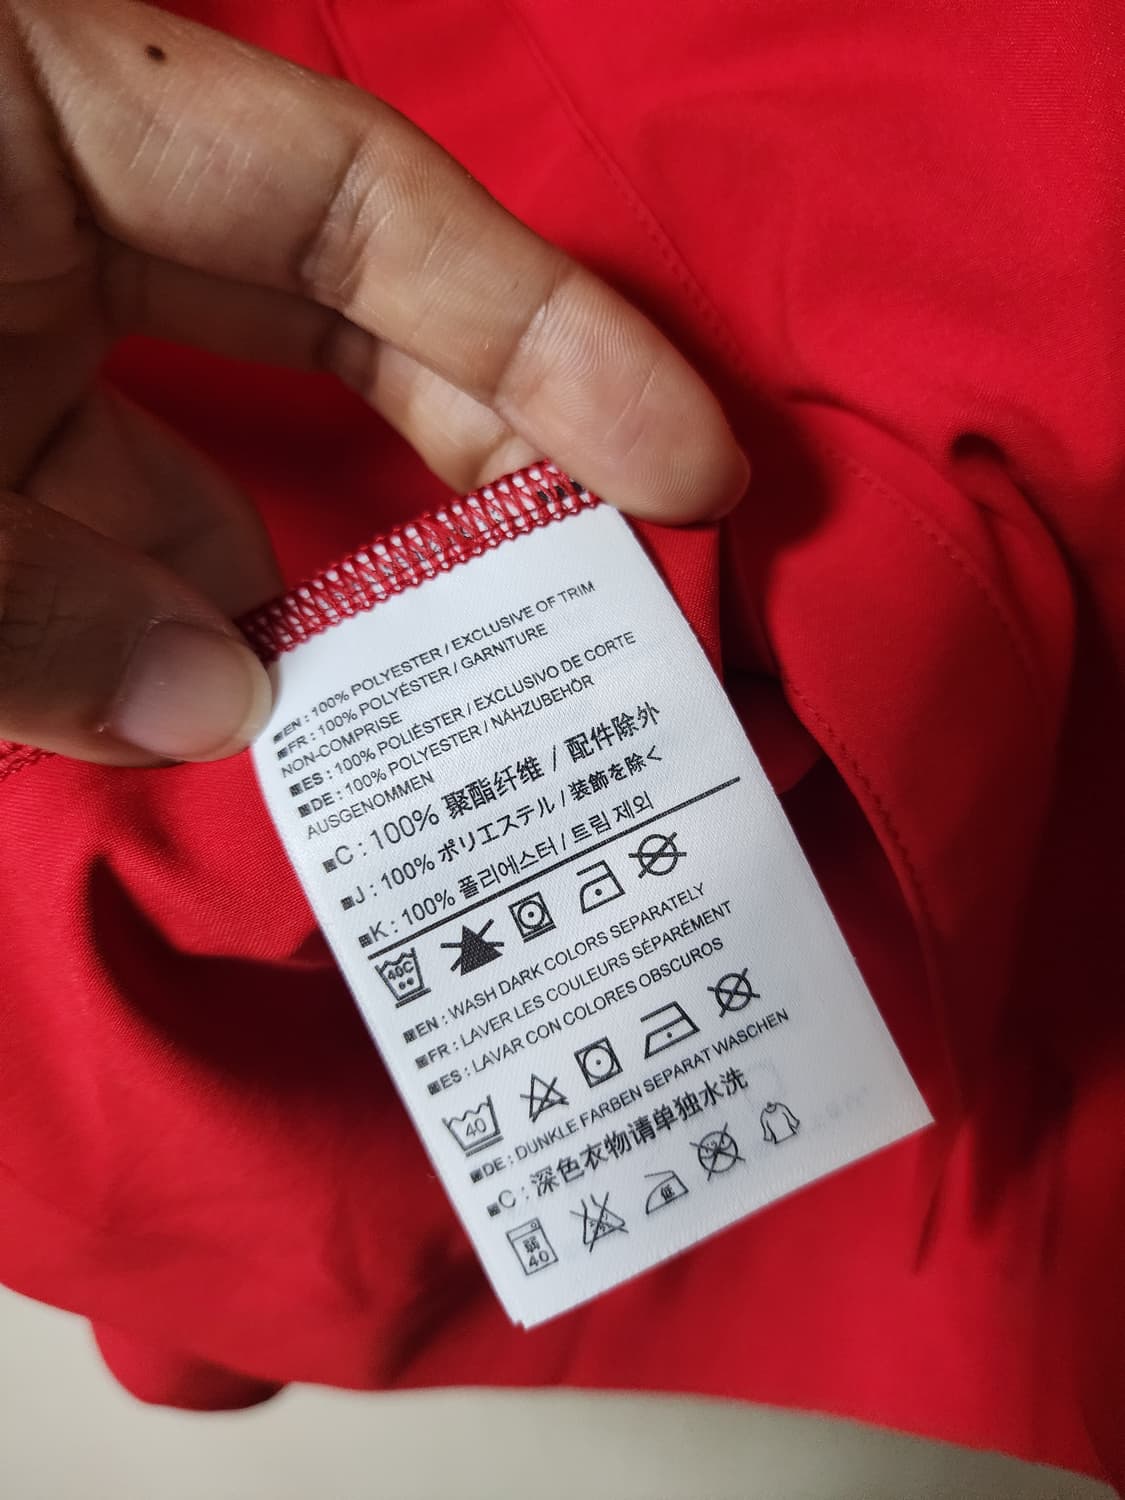 EN : 100% POLYESTER / EXCLUSIVE OF TRIM
FR : 100% POLYÉSTER / GARNITURE
NON-COMPRISE
ES : 100% POLIÉSTER / EXCLUSIVO DE CORTE
DE : 100% POLYESTER / NÄHZUBEHÖR
AUSGENOMMEN
C : 100% 聚酯纤维 / 配件除外
J : 100% ポリエステル / 装飾を除く
K : 100% 폴리에스터 / 트림 제외
40C
EN : WASH DARK COLORS SEPARATELY
FR : LAVER LES COULEURS SÉPARÉMENT
ES : LAVAR CON COLORES OBSCUROS
40
DE : DUNKLE FARBEN SEPARAT WASCHEN
C : 深色衣物请单独水洗
弱 低
40